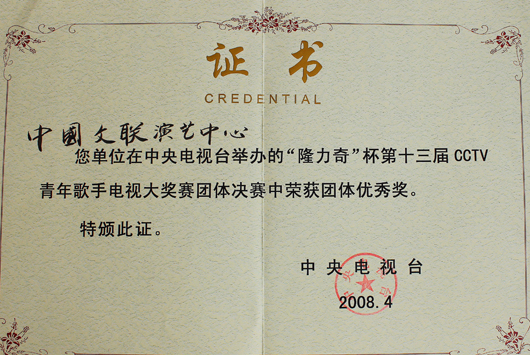 证书
CREDENTIAL
中國文联演艺中心
您单位在中央电视台举办的“隆力奇”杯第十三届 CCTV
青年歌手电视大奖赛团体决赛中荣获团体优秀奖。
特颁此证。
中央电视台
2008.4